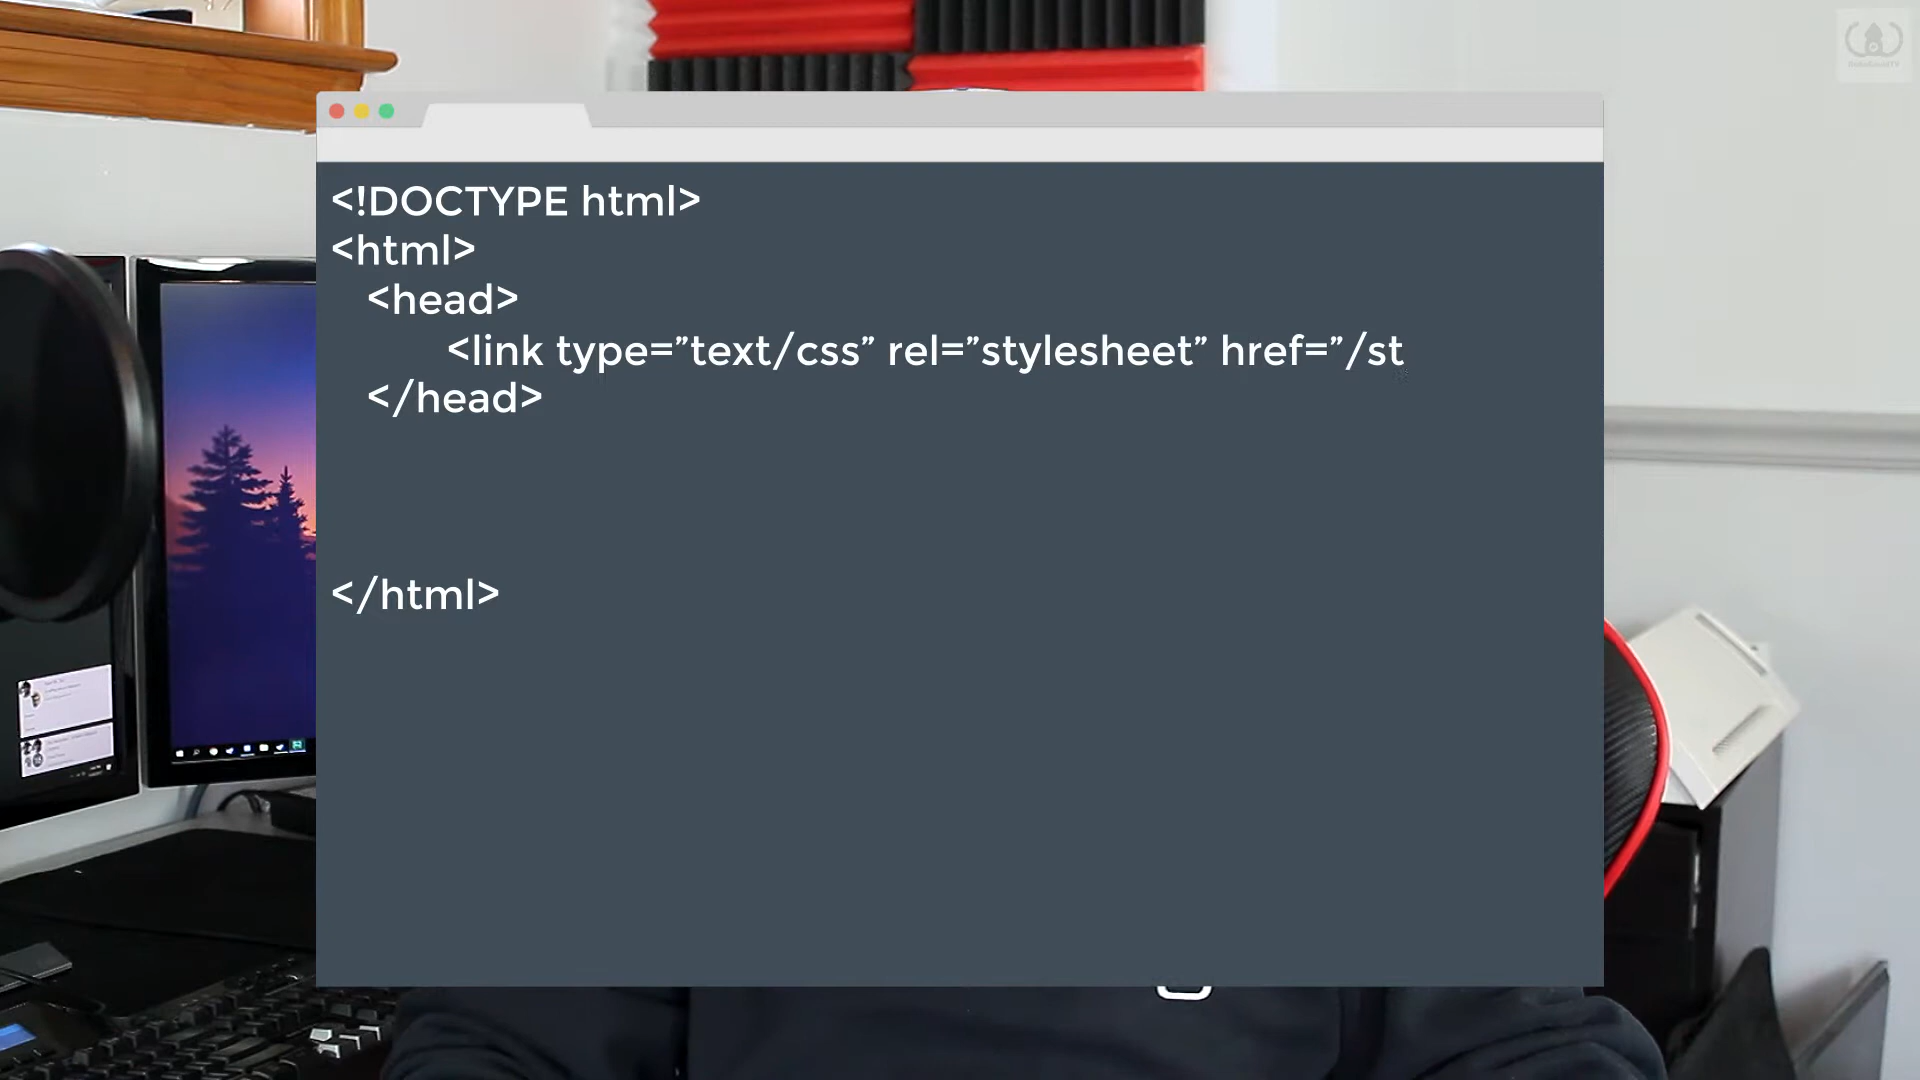 <!DOCTYPE html>
<html>
<head>
<link type=”text/css” rel=”stylesheet” href=”/st
</head>
</html>